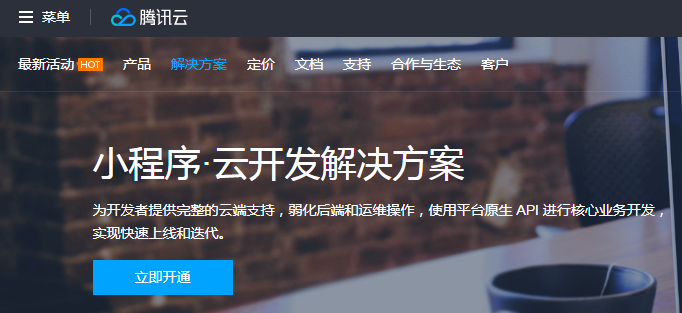 菜单 腾讯云
最新活动 HOT 产品 解决方案 定价 文档 支持 合作与生态 客户
小程序·云开发解决方案
为开发者提供完整的云端支持，弱化后端和运维操作，使用平台原生 API 进行核心业务开发，
实现快速上线和迭代。
立即开通